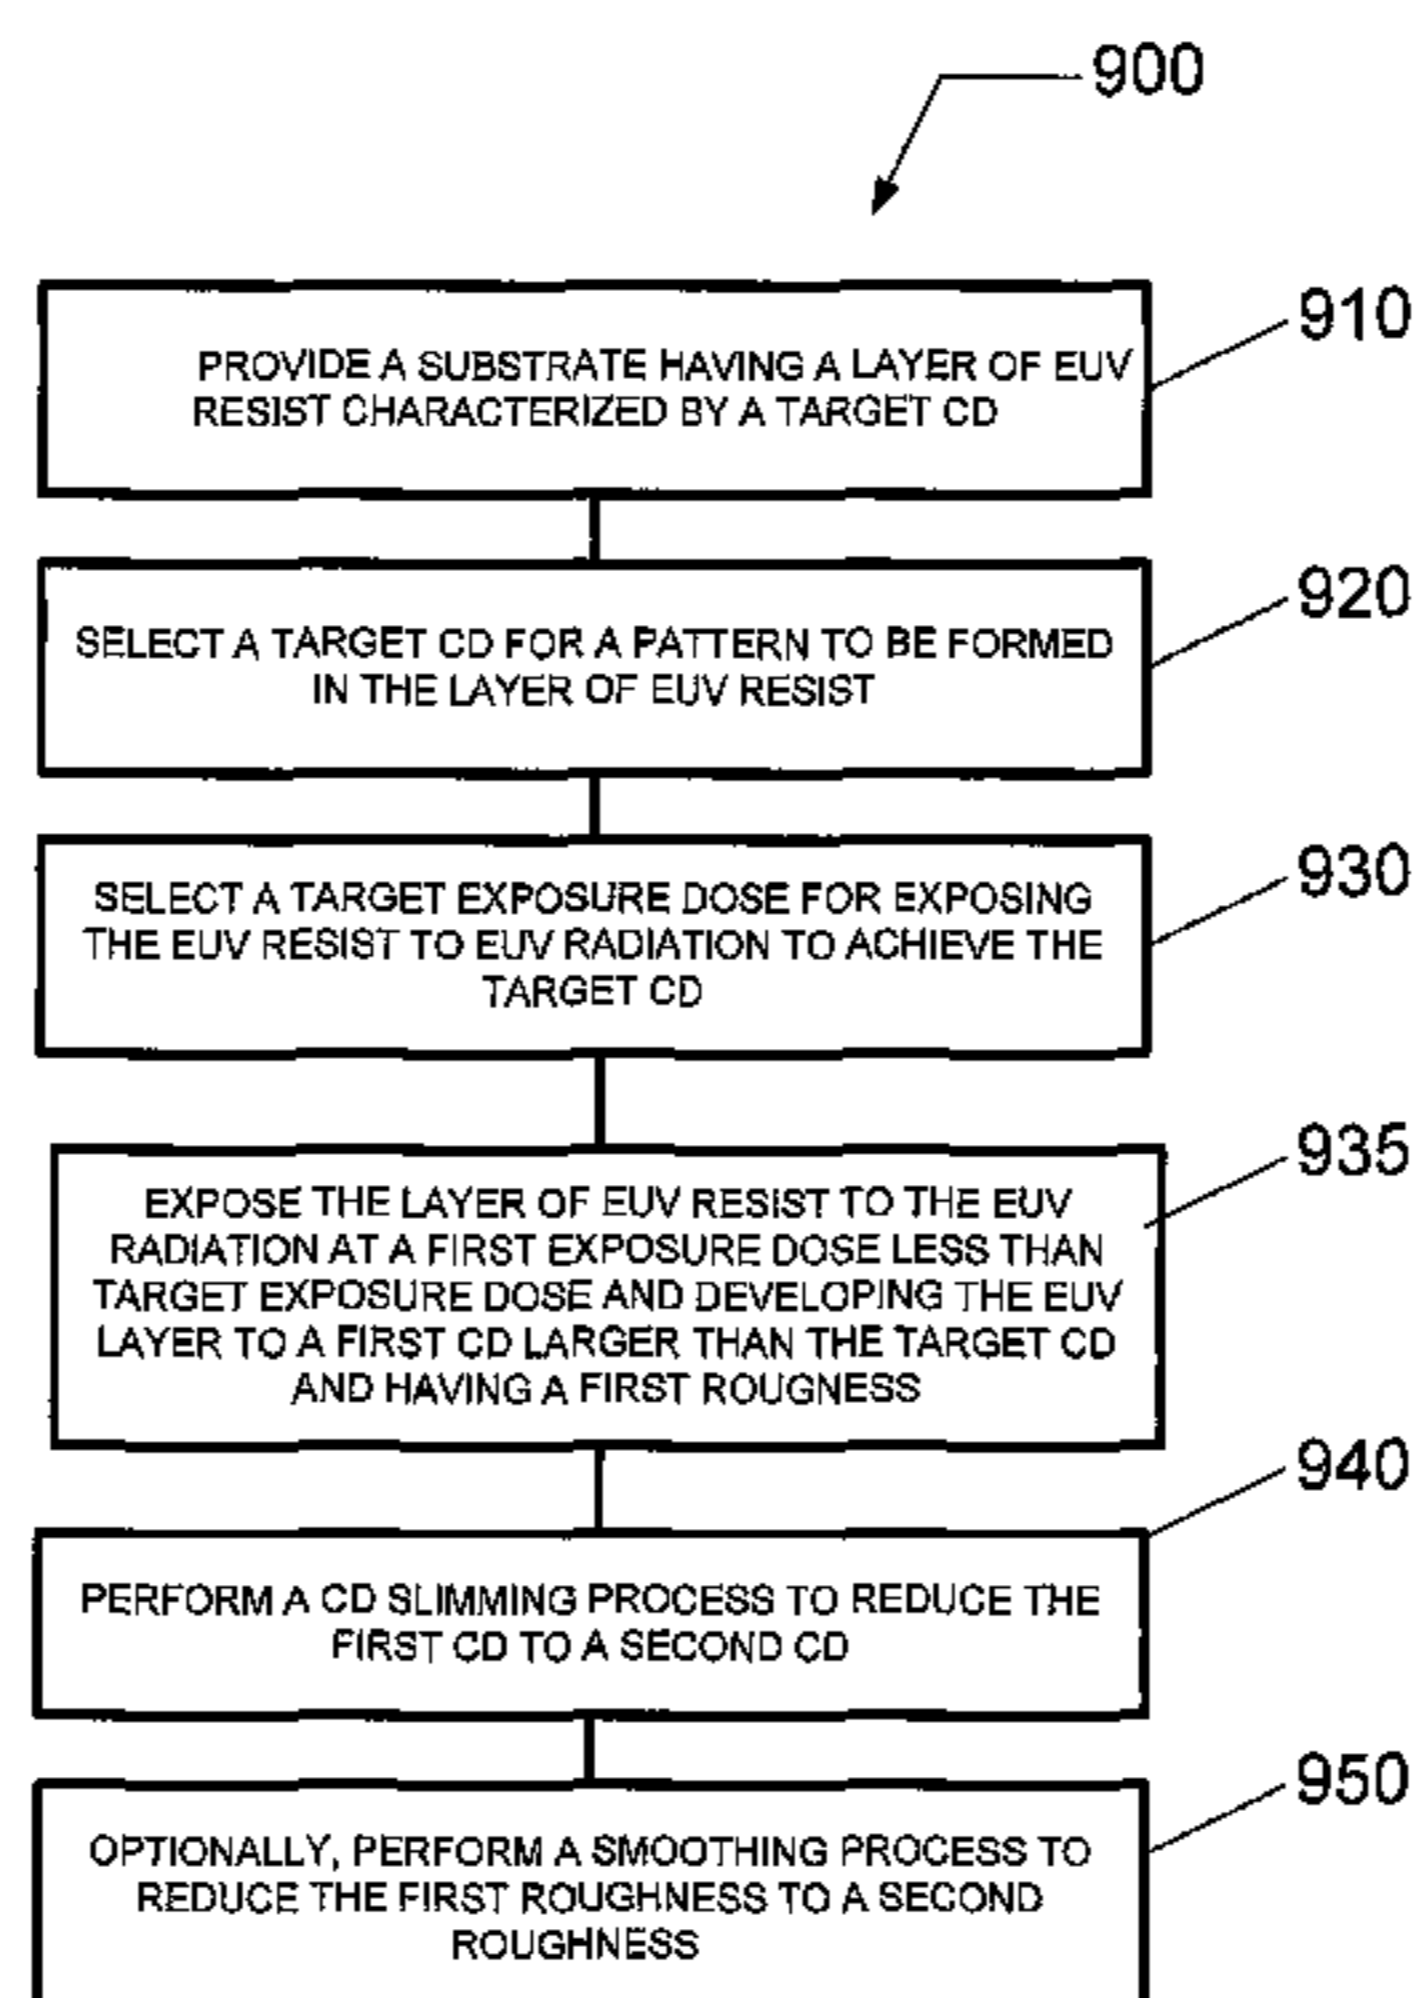 900
910
PROVIDE A SUBSTRATE HAVING A LAYER OF EUV
RESIST CHARACTERIZED BY A TARGET CD
920
SELECT A TARGET CD FOR A PATTERN TO BE FORMED
IN THE LAYER OF EUV RESIST
930
SELECT A TARGET EXPOSURE DOSE FOR EXPOSING
THE EUV RESIST TO EUV RADIATION TO ACHIEVE THE
TARGET CD
935
EXPOSE THE LAYER OF EUV RESIST TO THE EUV
RADIATION AT A FIRST EXPOSURE DOSE LESS THAN
TARGET EXPOSURE DOSE AND DEVELOPING THE EUV
LAYER TO A FIRST CD LARGER THAN THE TARGET CD
AND HAVING A FIRST ROUGNESS
940
PERFORM A CD SLIMMING PROCESS TO REDUCE THE
FIRST CD TO A SECOND CD
950
OPTIONALLY, PERFORM A SMOOTHING PROCESS TO
REDUCE THE FIRST ROUGHNESS TO A SECOND
ROUGHNESS